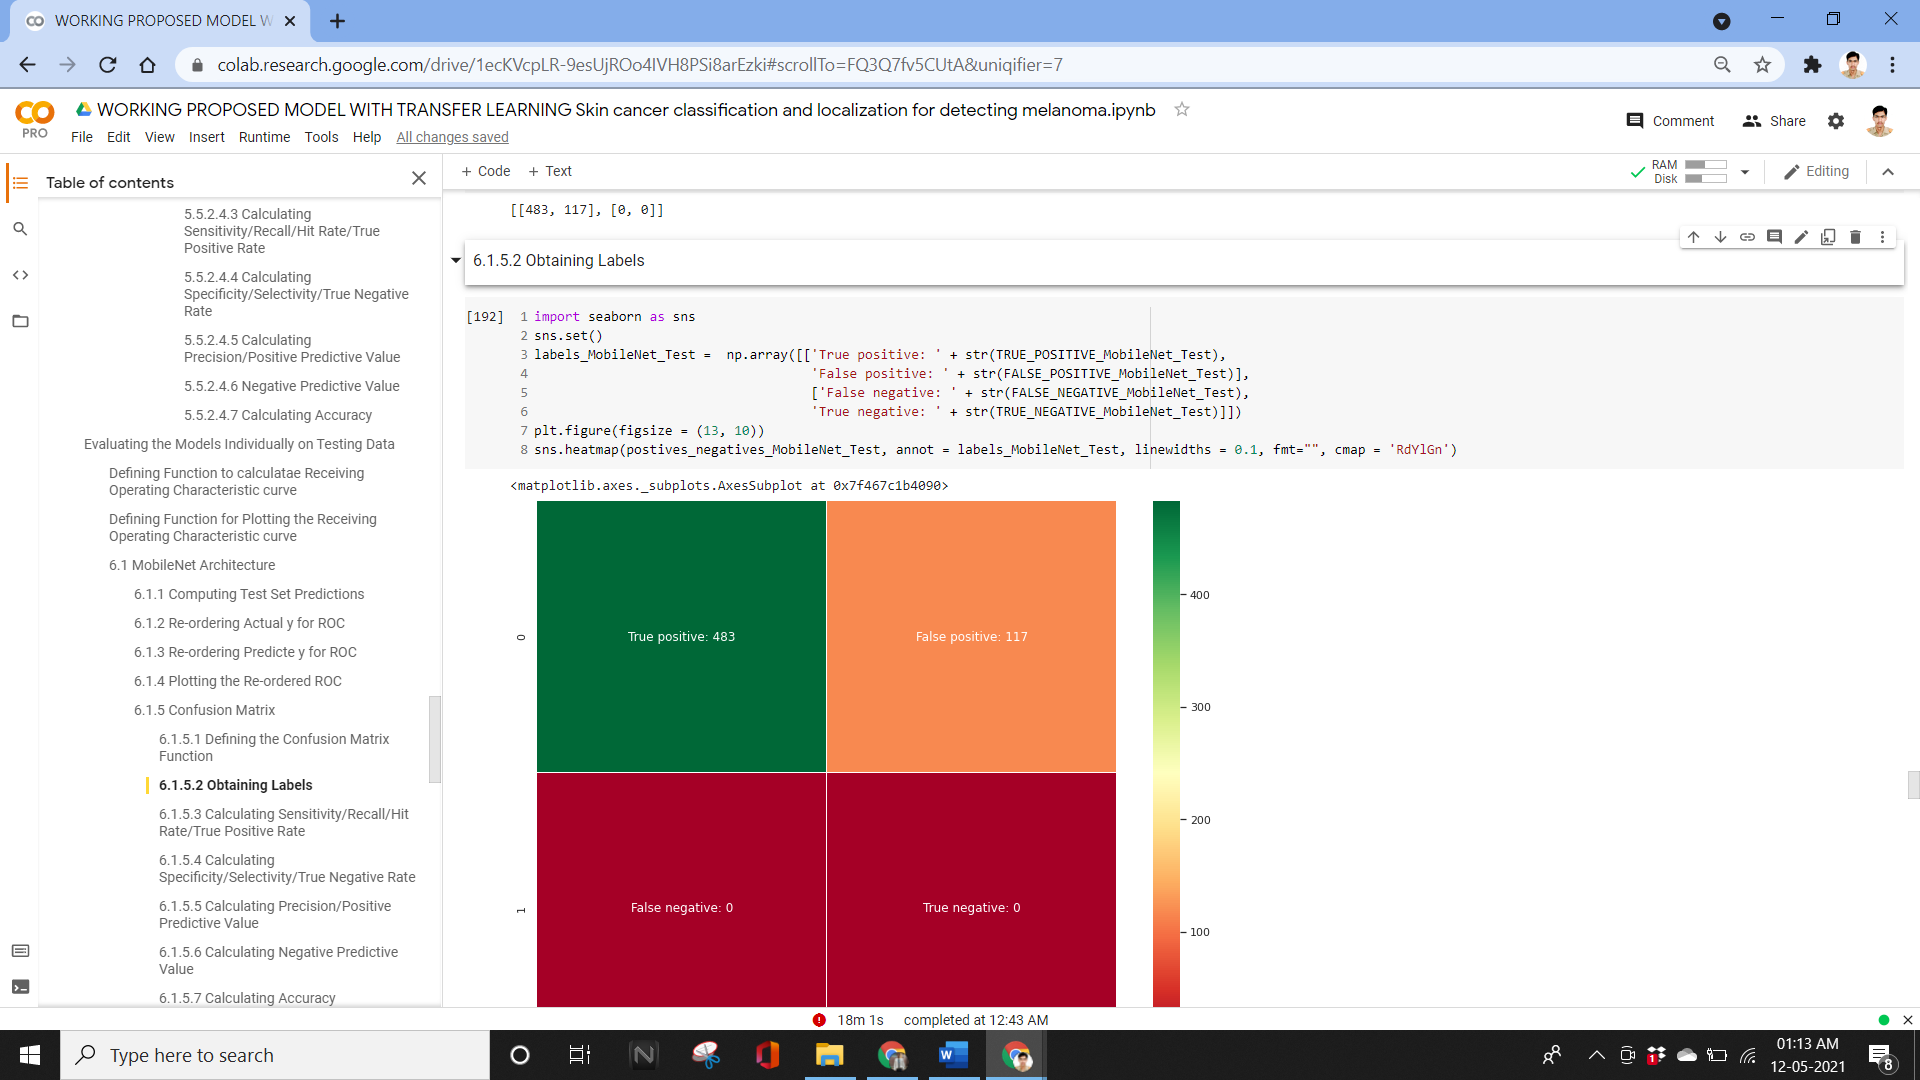 WORKING PROPOSED MODEL W
colab.research.google.com/drive/1ecKVcpLR-9esUjROo4IVH8PSi8arEzki#scrollTo=FQ3Q7fv5CUtA&uniqifier=7
CO
PRO
WORKING PROPOSED MODEL WITH TRANSFER LEARNING Skin cancer classification and localization for detecting melanoma.ipynb
Comment
Share
File Edit View Insert Runtime Tools Help All changes saved
Table of contents
+ Code + Text
RAM
Disk
Editing
5.5.2.4.3 Calculating
Sensitivity/Recall/Hit Rate/True
Positive Rate
5.5.2.4.4 Calculating
Specificity/Selectivity/True Negative
Rate
5.5.2.4.5 Calculating
Precision/Positive Predictive Value
5.5.2.4.6 Negative Predictive Value
5.5.2.4.7 Calculating Accuracy
Evaluating the Models Individually on Testing Data
Defining Function to calculatae Receiving
Operating Characteristic curve
Defining Function for Plotting the Receiving
Operating Characteristic curve
6.1 MobileNet Architecture
6.1.1 Computing Test Set Predictions
6.1.2 Re-ordering Actual y for ROC
6.1.3 Re-ordering Predicte y for ROC
6.1.4 Plotting the Re-ordered ROC
6.1.5 Confusion Matrix
6.1.5.1 Defining the Confusion Matrix
Function
6.1.5.2 Obtaining Labels
6.1.5.3 Calculating Sensitivity/Recall/Hit
Rate/True Positive Rate
6.1.5.4 Calculating
Specificity/Selectivity/True Negative Rate
6.1.5.5 Calculating Precision/Positive
Predictive Value
6.1.5.6 Calculating Negative Predictive
Value
6.1.5.7 Calculating Accuracy
[[483, 117], [0, 0]]
6.1.5.2 Obtaining Labels
[192] 1 import seaborn as sns
2 sns.set()
3 labels_MobileNet_Test =  np.array([['True positive: ' + str(TRUE_POSITIVE_MobileNet_Test),
4 'False positive: ' + str(FALSE_POSITIVE_MobileNet_Test)],
5 ['False negative: ' + str(FALSE_NEGATIVE_MobileNet_Test),
6 'True negative: ' + str(TRUE_NEGATIVE_MobileNet_Test)]])
7 plt.figure(figsize = (13, 10))
8 sns.heatmap(postives_negatives_MobileNet_Test, annot = labels_MobileNet_Test, linewidths = 0.1, fmt="", cmap = 'RdYlGn')
<matplotlib.axes._subplots.AxesSubplot at 0x7f467c1b4090>
0
True positive: 483
False positive: 117
1
False negative: 0
True negative: 0
400
300
200
100
18m 1s completed at 12:43 AM
Type here to search
01:13 AM
12-05-2021
1
8